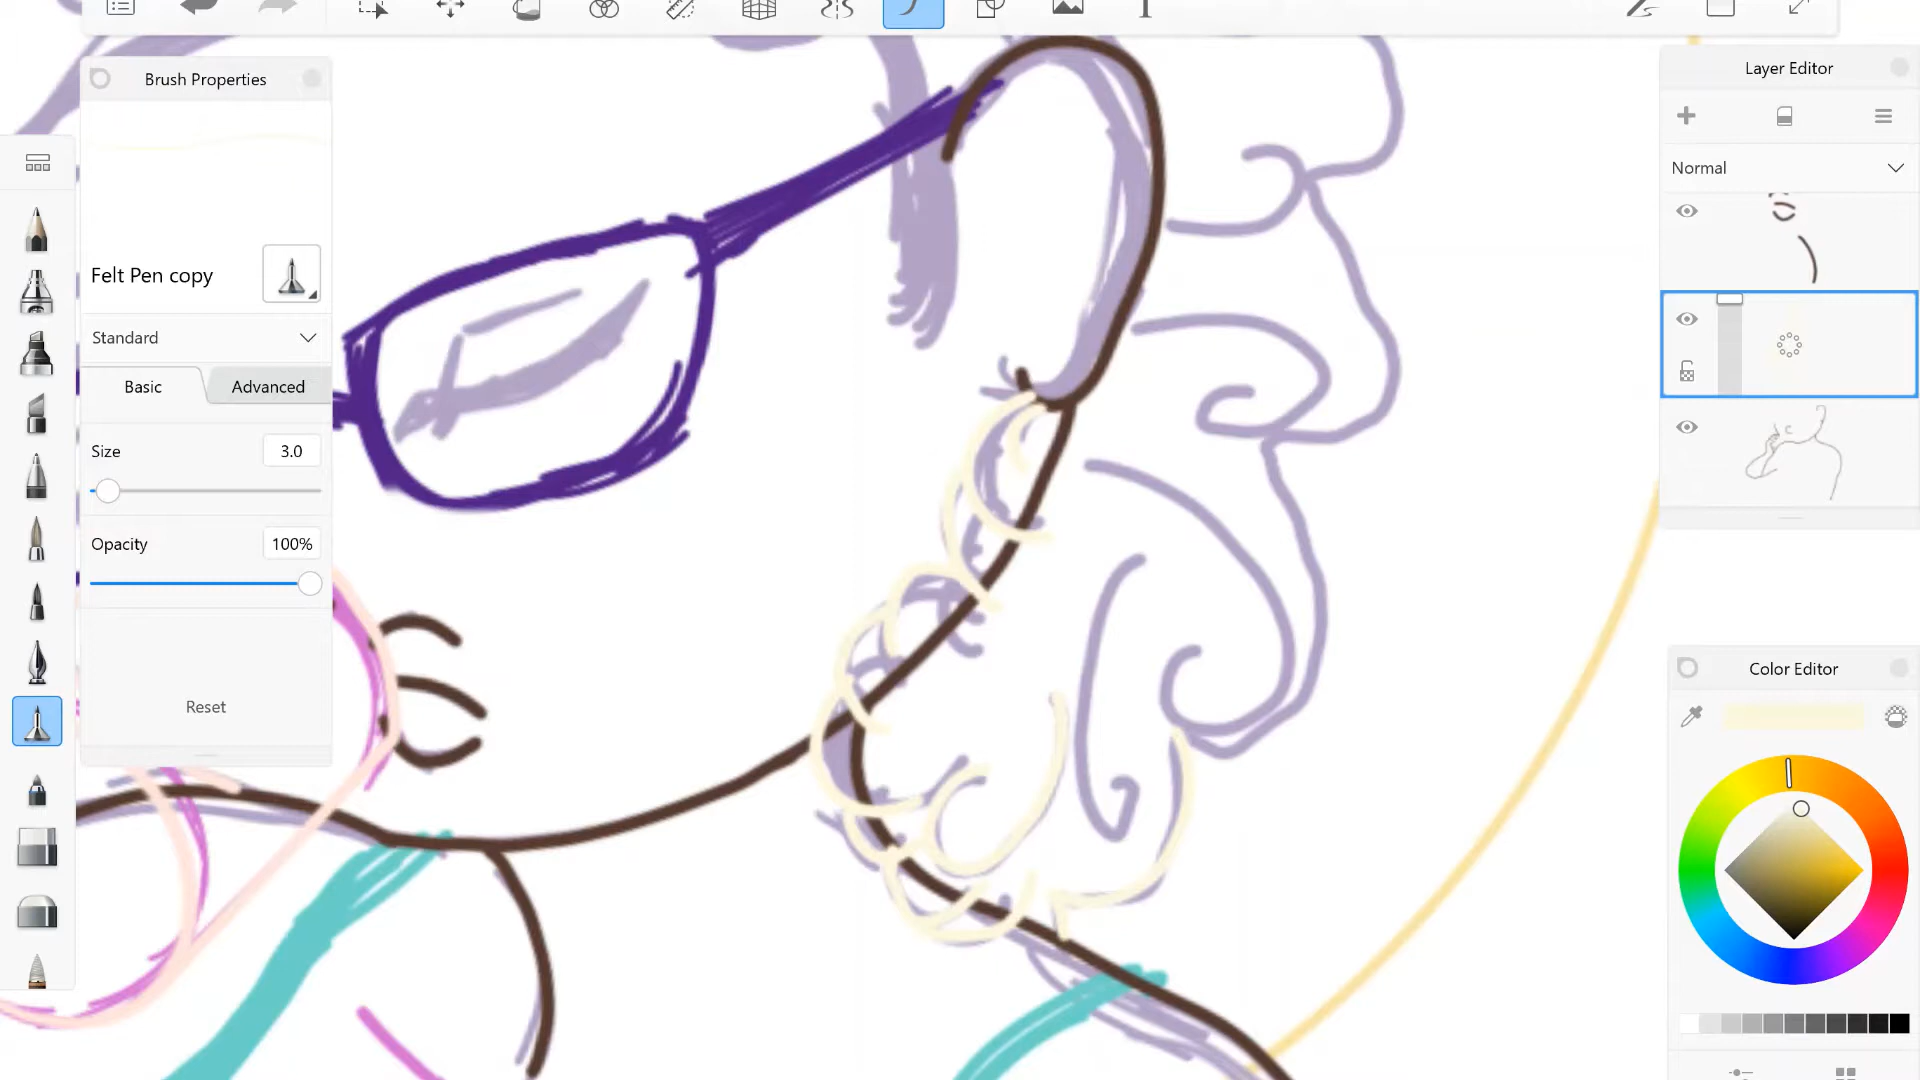 Brush Properties
Felt Pen copy
Standard
Basic
Advanced
Size
3.0
Opacity
100%
Reset
Layer Editor
Normal
Color Editor